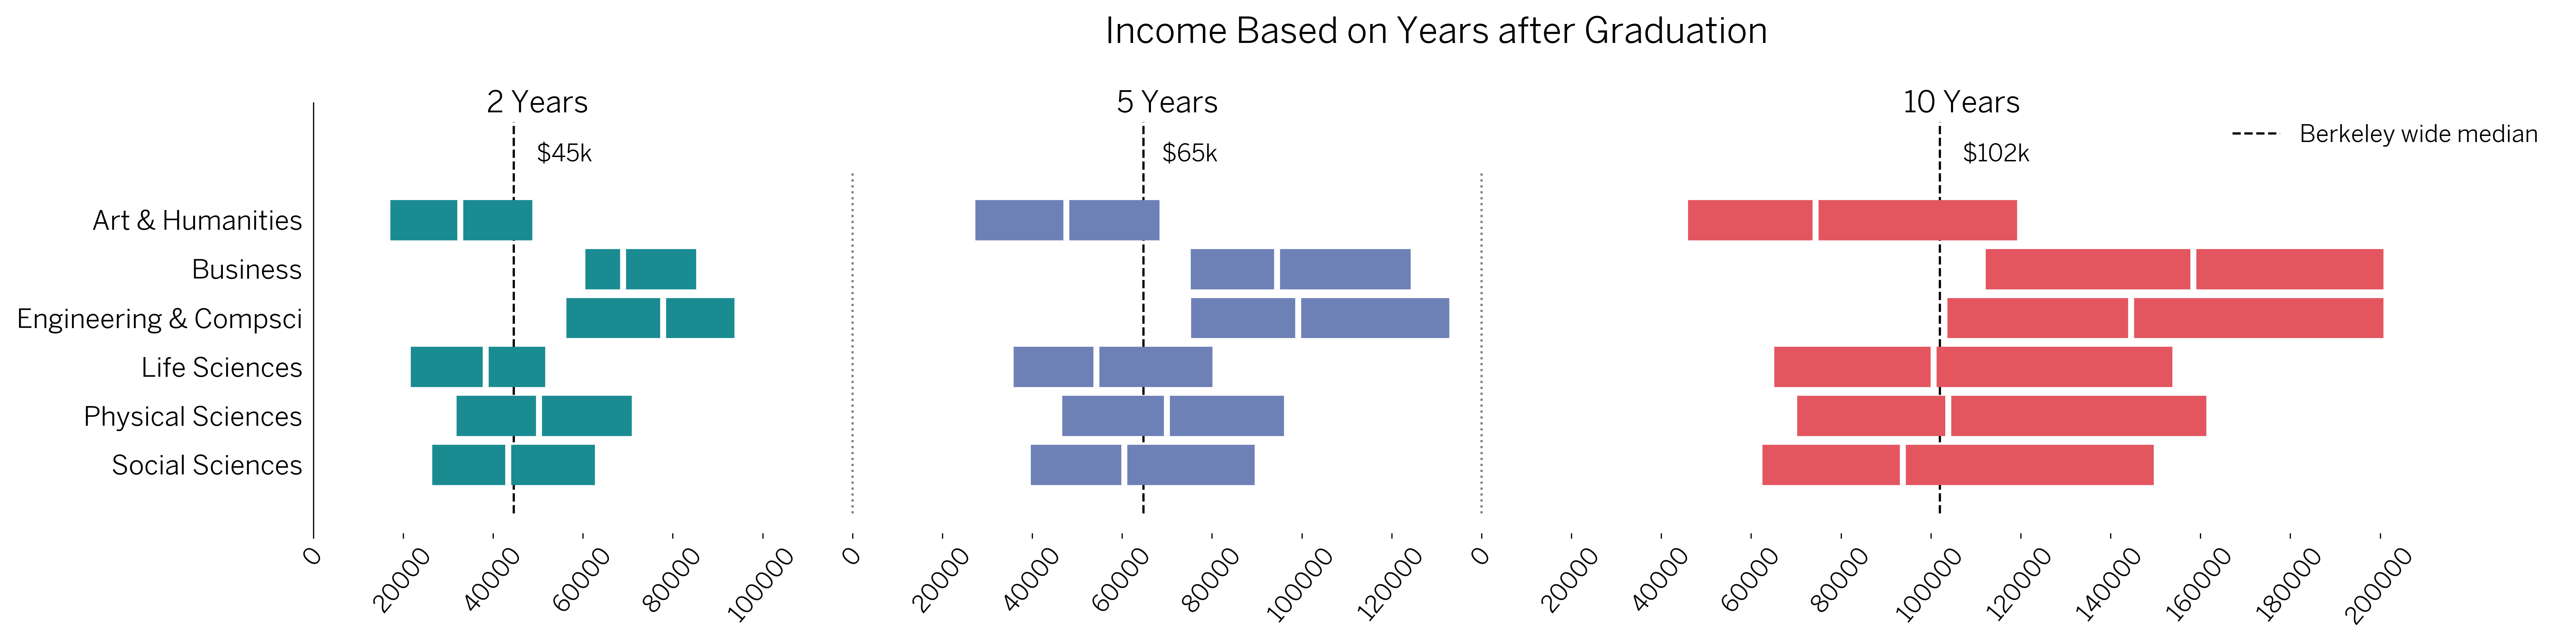 Income Based on Years after Graduation
2 Years
5 Years
10 Years
$45k
$65k
$102k
Berkeley wide median
Art & Humanities
Business
Engineering & Compsci
Life Sciences
Physical Sciences
Social Sciences
0
20000
40000
60000
80000
100000
0
20000
40000
60000
80000
100000
120000
0
20000
40000
60000
80000
100000
120000
140000
160000
180000
200000